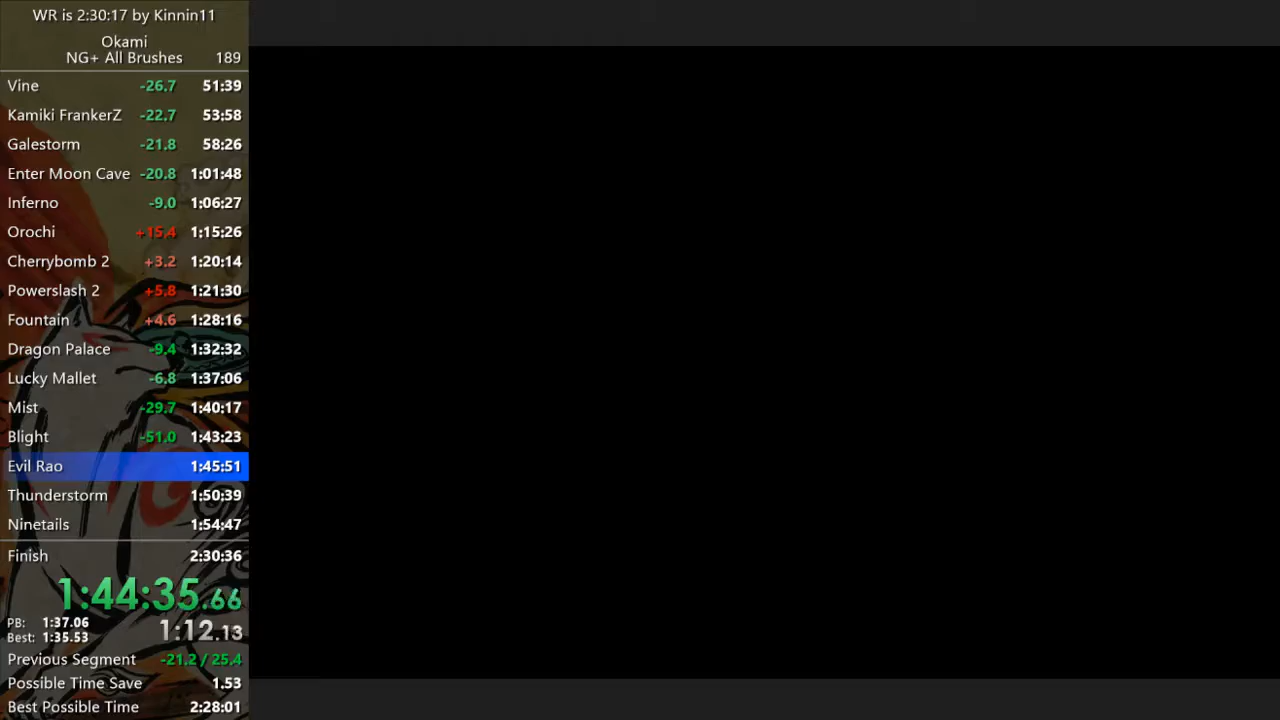 WR is 2:30:17 by Kinnin11
Okami
NG+ All Brushes 189
Vine -26.7 51:39
Kamiki FrankerZ -22.7 53:58
Galestorm -21.8 58:26
Enter Moon Cave -20.8 1:01:48
Inferno -9.0 1:06:27
Orochi +15.4 1:15:26
Cherrybomb 2 +3.2 1:20:14
Powerslash 2 +5.8 1:21:30
Fountain +4.6 1:28:16
Dragon Palace -9.4 1:32:32
Lucky Mallet -6.8 1:37:06
Mist -29.7 1:40:17
Blight -51.0 1:43:23
Evil Rao 1:45:51
Thunderstorm 1:50:39
Ninetails 1:54:47
Finish 2:30:36
1:44:35.66
PB: 1:37.06
Best: 1:35.53 1:12.13
Previous Segment -21.2 / 25.4
Possible Time Save 1.53
Best Possible Time 2:28:01